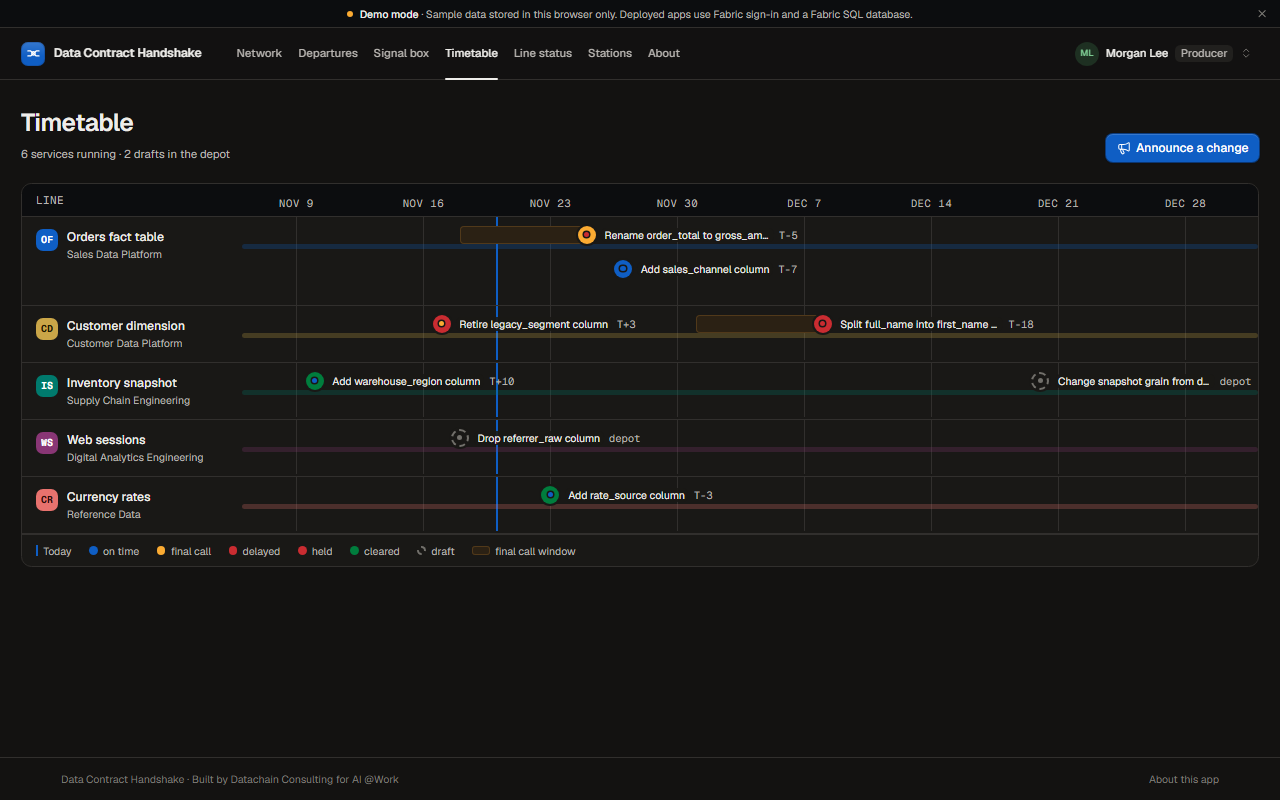 Demo mode · Sample data stored in this browser only. Deployed apps use Fabric sign-in and a Fabric SQL database.
Data Contract Handshake
Network
Departures
Signal box
Timetable
Line status
Stations
About
ML
Morgan Lee
Producer
Timetable
6 services running · 2 drafts in the depot
Announce a change
LINE
NOV 9
NOV 16
NOV 23
NOV 30
DEC 7
DEC 14
DEC 21
DEC 28
OF
Orders fact table
Sales Data Platform
Rename order_total to gross_am… T-5
Add sales_channel column T-7
CD
Customer dimension
Customer Data Platform
Retire legacy_segment column T+3
Split full_name into first_name … T-18
IS
Inventory snapshot
Supply Chain Engineering
Add warehouse_region column T+10
Change snapshot grain from d… depot
WS
Web sessions
Digital Analytics Engineering
Drop referrer_raw column depot
CR
Currency rates
Reference Data
Add rate_source column T-3
Today
on time
final call
delayed
held
cleared
draft
final call window
Data Contract Handshake · Built by Datachain Consulting for AI @Work
About this app